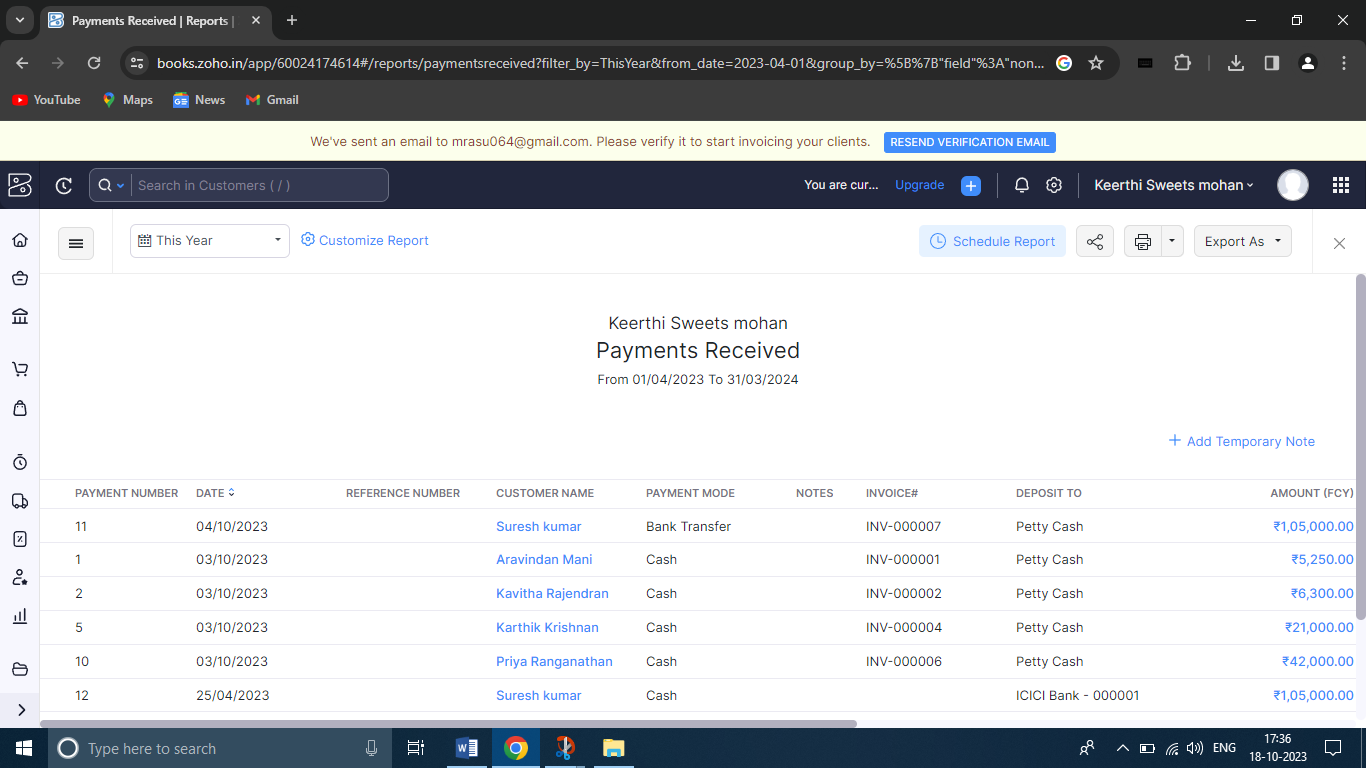 Payments Received | Reports |
books.zoho.in/app/60024174614#/reports/paymentsreceived?filter_by=ThisYear&from_date=2023-04-01&group_by=%5B%7B"field"%3A"non...
YouTube Maps News Gmail
We've sent an email to mrasu064@gmail.com. Please verify it to start invoicing your clients. RESEND VERIFICATION EMAIL
Search in Customers ( / ) You are cur... Upgrade Keerthi Sweets mohan
This Year Customize Report Schedule Report Export As
Keerthi Sweets mohan
Payments Received
From 01/04/2023 To 31/03/2024
+ Add Temporary Note
PAYMENT NUMBER DATE REFERENCE NUMBER CUSTOMER NAME PAYMENT MODE NOTES INVOICE# DEPOSIT TO AMOUNT (FCY)
11 04/10/2023 Suresh kumar Bank Transfer INV-000007 Petty Cash ₹1,05,000.00
1 03/10/2023 Aravindan Mani Cash INV-000001 Petty Cash ₹5,250.00
2 03/10/2023 Kavitha Rajendran Cash INV-000002 Petty Cash ₹6,300.00
5 03/10/2023 Karthik Krishnan Cash INV-000004 Petty Cash ₹21,000.00
10 03/10/2023 Priya Ranganathan Cash INV-000006 Petty Cash ₹42,000.00
12 25/04/2023 Suresh kumar Cash ICICI Bank - 000001 ₹1,05,000.00
Type here to search ENG 17:36
18-10-2023